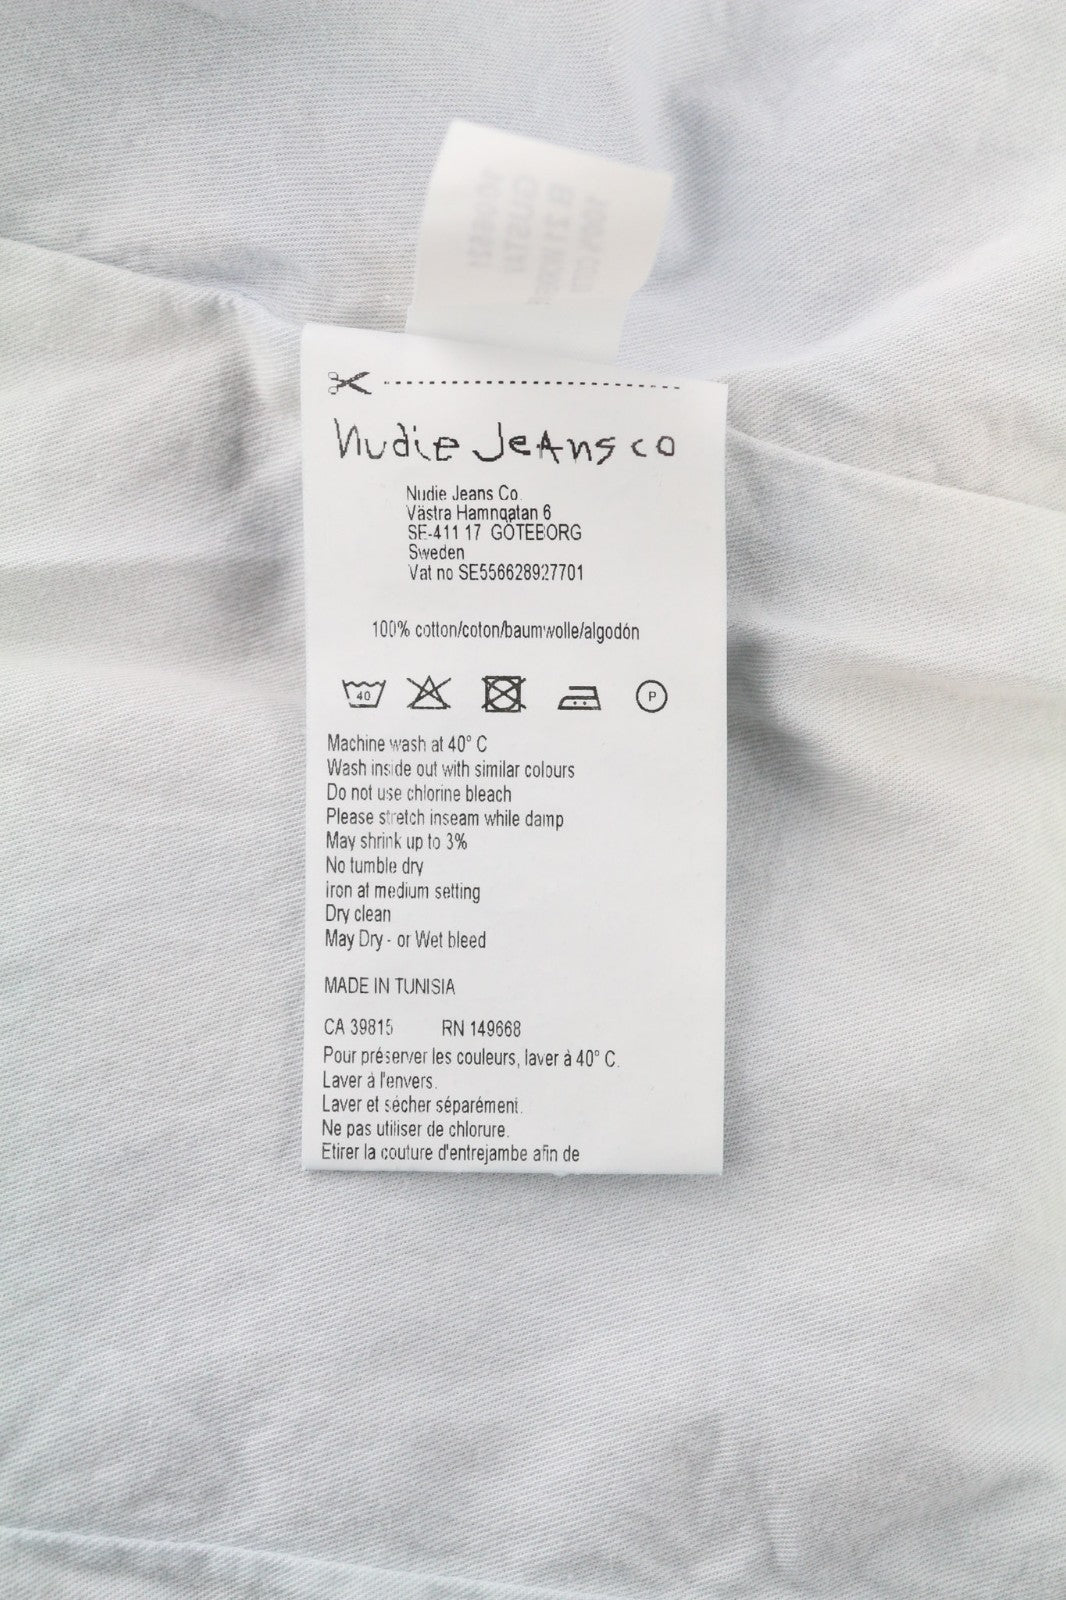 Nudie Jeans co
Nudie Jeans Co.
Västra Hamngatan 6
SE-411 17 GÖTEBORG
Sweden
Vat no SE556628927701
100% cotton/coton/baumwolle/algodón
40
P
Machine wash at 40° C
Wash inside out with similar colours
Do not use chlorine bleach
Please stretch inseam while damp
May shrink up to 3%
No tumble dry
Iron at medium setting
Dry clean
May Dry - or Wet bleed
MADE IN TUNISIA
CA 39815 RN 149668
Pour préserver les couleurs, laver à 40° C.
Laver à l'envers.
Laver et sécher séparément.
Ne pas utiliser de chlorure.
Etirer la couture d'entrejambe afin de